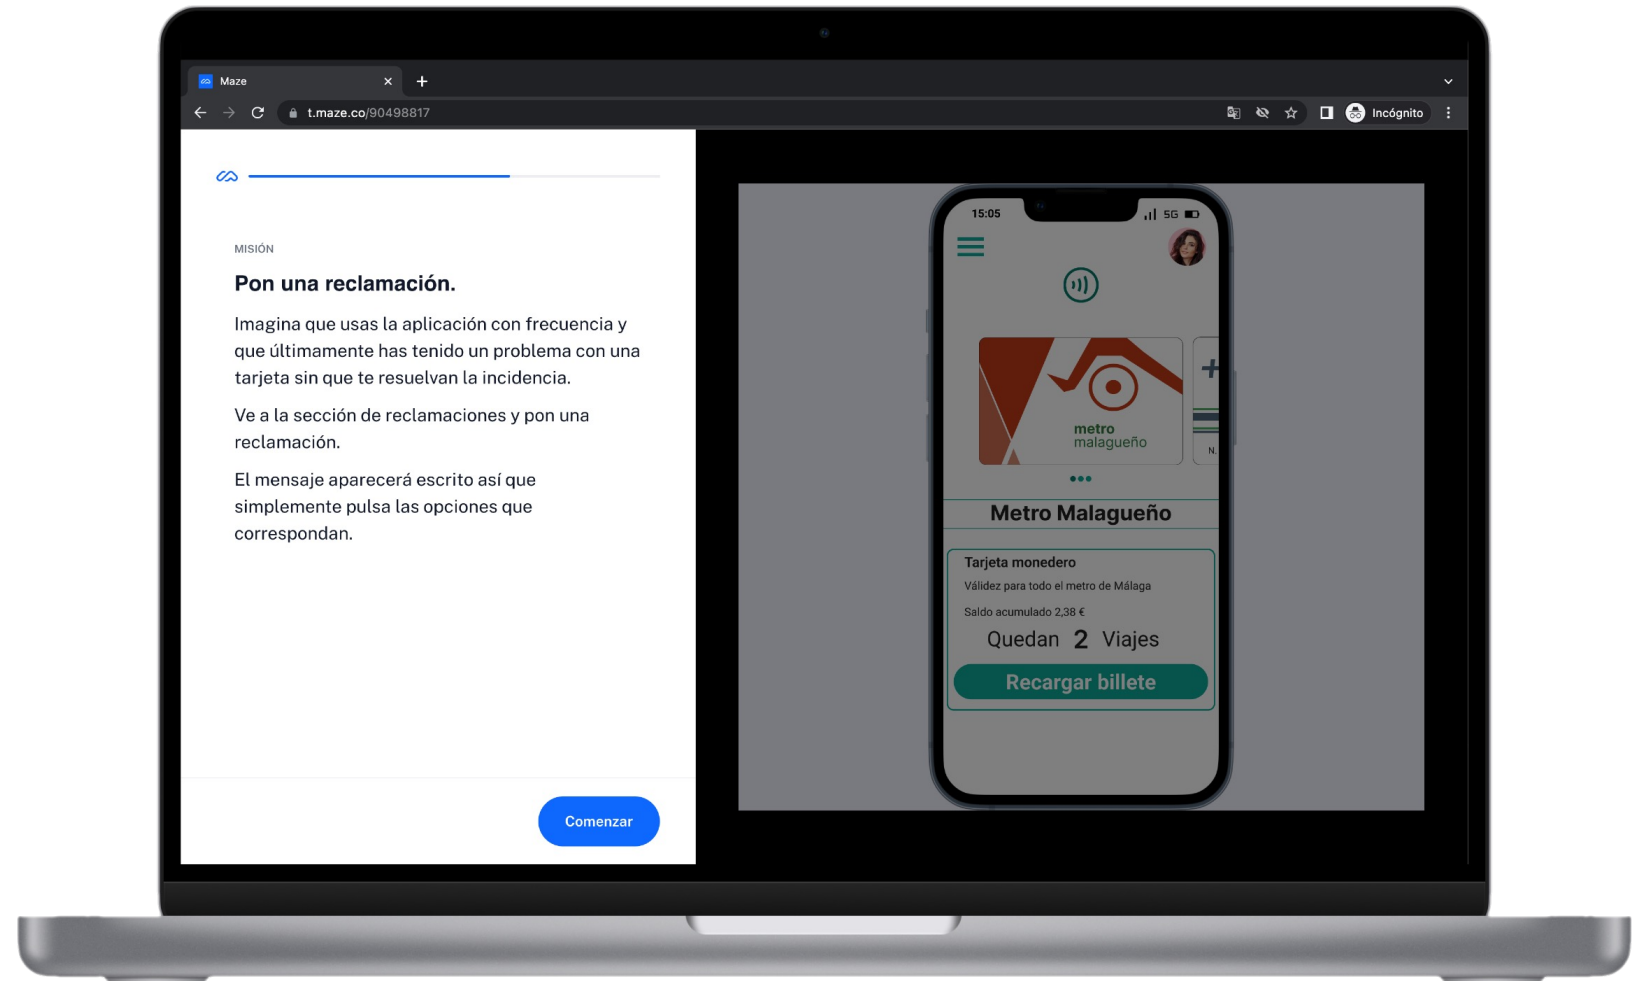 Maze
t.maze.co/90498817
Incógnito
MISIÓN
Pon una reclamación.
Imagina que usas la aplicación con frecuencia y
que últimamente has tenido un problema con una
tarjeta sin que te resuelvan la incidencia.
Ve a la sección de reclamaciones y pon una
reclamación.
El mensaje aparecerá escrito así que
simplemente pulsa las opciones que
correspondan.
Comenzar
15:05
5G
metro
malagueño
N.
Metro Malagueño
Tarjeta monedero
Válidez para todo el metro de Málaga
Saldo acumulado 2,38 €
Quedan 2 Viajes
Recargar billete